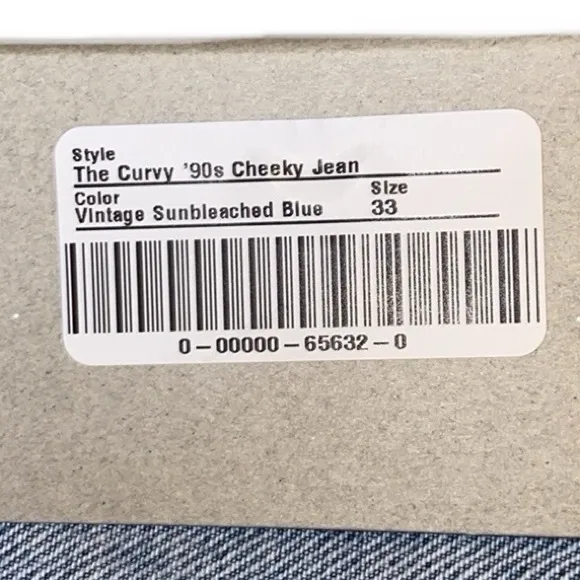 Style
The Curvy '90s Cheeky Jean
Color Size
Vintage Sunbleached Blue 33
0-00000-65632-0